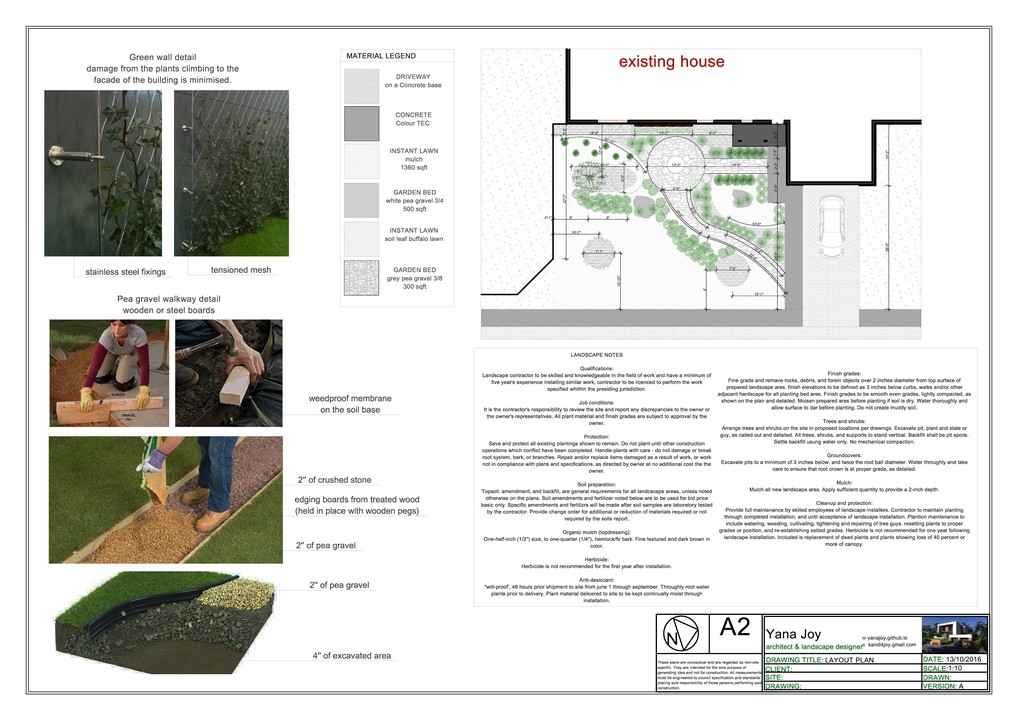 Green wall detail
damage from the plants climbing to the
facade of the building is minimised.
stainless steel fixings
tensioned mesh
Pea gravel walkway detail
wooden or steel boards
weedproof membrane
on the soil base
2" of crushed stone
edging boards from treated wood
(held in place with wooden pegs)
2" of pea gravel
2" of pea gravel
4" of excavated area
MATERIAL LEGEND
DRIVEWAY
on a Concrete base
CONCRETE
Colour TEC
INSTANT LAWN
mulch
1360 sqft
GARDEN BED
white pea gravel 3/4
500 sqft
INSTANT LAWN
soil leaf buffalo lawn
GARDEN BED
grey pea gravel 3/8
300 sqft
existing house
LANDSCAPE NOTES
Qualifications:
Landscape contractor to be skilled and knowledgeable in the field of work and have a minimum of
five year's experience installing similar work, contractor to be licenced to perform the work
specified whithin the presiding jurisdiction.
Job conditions:
It is the contractor's responsibility to review the site and report any discrepancies to the owner or
the owner's representatives. All plant material and finish grades are subject to approval by the
owner.
Protection:
Save and protect all existing plantings shown to remain. Do not plant until other construction
operations which conflict have been completed. Handle plants with care - do not damage or break
root system, bark, or branches. Repair and/or replace items damaged as a result of work, or work
not in compliance with plans and specifications, as directed by owner at no additional cost the the
owner.
Soil preparation:
Topsoil, amendment, and backfill, are general requirements for all landscape areas, unless noted
otherwise on the plans. Soil amendments and fertilizer noted below are to be used for bid price
basic only. Specific amendments and fertilizrs will be made after soil samples are laboratory tested
by the contractor. Provide change order for additional or reduction of materials required or not
required by the soils report.
Organic mulch (topdressing):
One-half-inch (1/2") size, to one-quarter (1/4"), hemlock/fir bark. Fine textured and dark brown in
color.
Herbicide:
Herbicide is not recommended for the first year after installation.
Anti-desiccant:
"wilt-proof, 48 hours prior shipment to site from june 1 through september. Throughly root water
plants prior to delivery. Plant material delicered to site to be kept continually moist through
installation.
Finish grades:
Fine grade and remove rocks, debris, and forein objects over 2 inches diameter from top surface of
prepared landscape area. finish elevations to be defined as 3 inches below curbs, walks and/or other
adjacent hardscape for all planting bed area. Finish grades to be smooth even grades, lightly compacted, as
shown on the plan and detailed. Moisen prepared ares before planting if soil is dry. Water thoroughly and
allow surface to dar before planting. Do not create muddy soil.
Trees and shrubs:
Arrange trees and shrubs on the site in proposed locations per drawings. Excavate pit, plant and stale or
guy, as called out and detailed. All trees, shrubs, and supports to stand vertical. Backfill shall be pit spoils.
Settle backfill usung water only. No mechanical compaction.
Groundcovers:
Excavate pits to a minimum of 3 inches below, and twice the root ball diameter. Water throughly and take
care to ensure that root crown is at proper grade, as detailed.
Mulch:
Mulch all new landscape area. Apply sufficient quantity to provide a 2-inch depth.
Cleanup and protection:
Provide full maintenance by skilled employees of landscape installers. Contractor to maintain planting
through completed installation, and until acceptance of landscape installation. Plantion maintenance to
include watering, weeding, cultivating, tightening and repairing of tree guys, resetting plants to proper
grades or position, and re-establishing setted grades. Herbicide is not recommended for one year following
landscape installation. Included is replacement of dead plants and plants showing loss of 40 percent or
more of canopy.
N
A2
These plans are conceptual and are regarded as non-site
specific. They are intended for the sole purpose of
generating idea and not for construction. All measurements
must be engineered to council specification and standards
placing sole responsibility of those persons performing said
construction.
Yana Joy
architect & landscape designer
w yanajoy.github.io
kandi4joy.gmail.com
DRAWING TITLE: LAYOUT PLAN
CLIENT:
SITE:
DRAWING:
DATE: 13/10/2016
SCALE:1:10
DRAWN:
VERSION: A